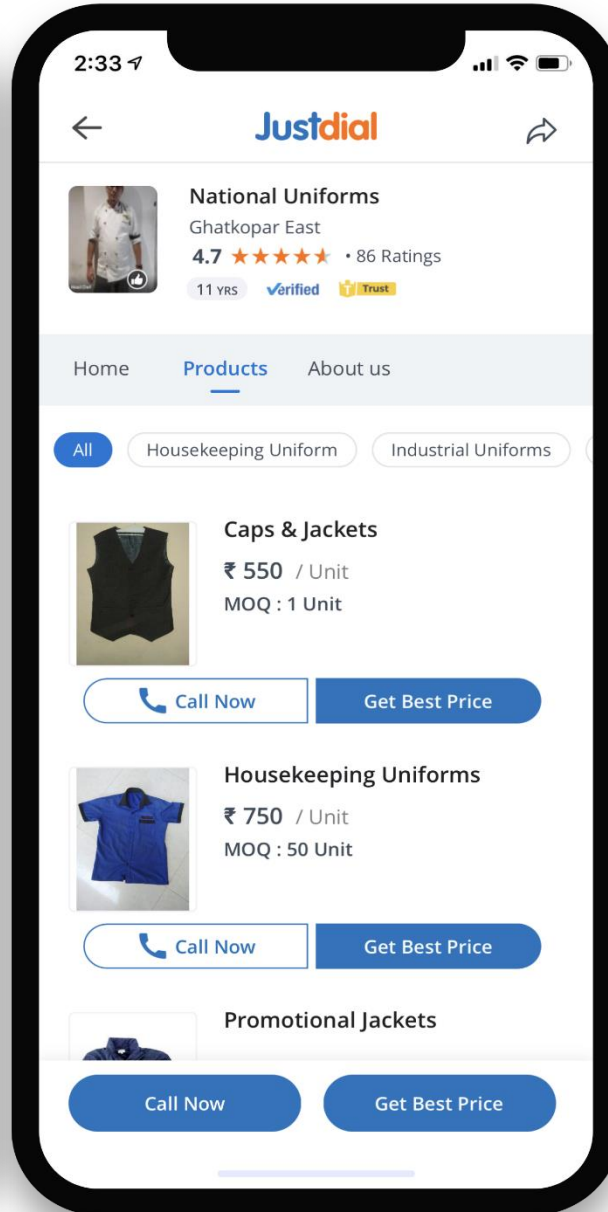 2:33
Justdial
National Uniforms
Ghatkopar East
4.7 ★★★★★ • 86 Ratings
11 YRS Verified T Trust
Home Products About us
All Housekeeping Uniform Industrial Uniforms
Caps & Jackets
₹ 550 / Unit
MOQ : 1 Unit
Call Now Get Best Price
Housekeeping Uniforms
₹ 750 / Unit
MOQ : 50 Unit
Call Now Get Best Price
Promotional Jackets
Call Now Get Best Price